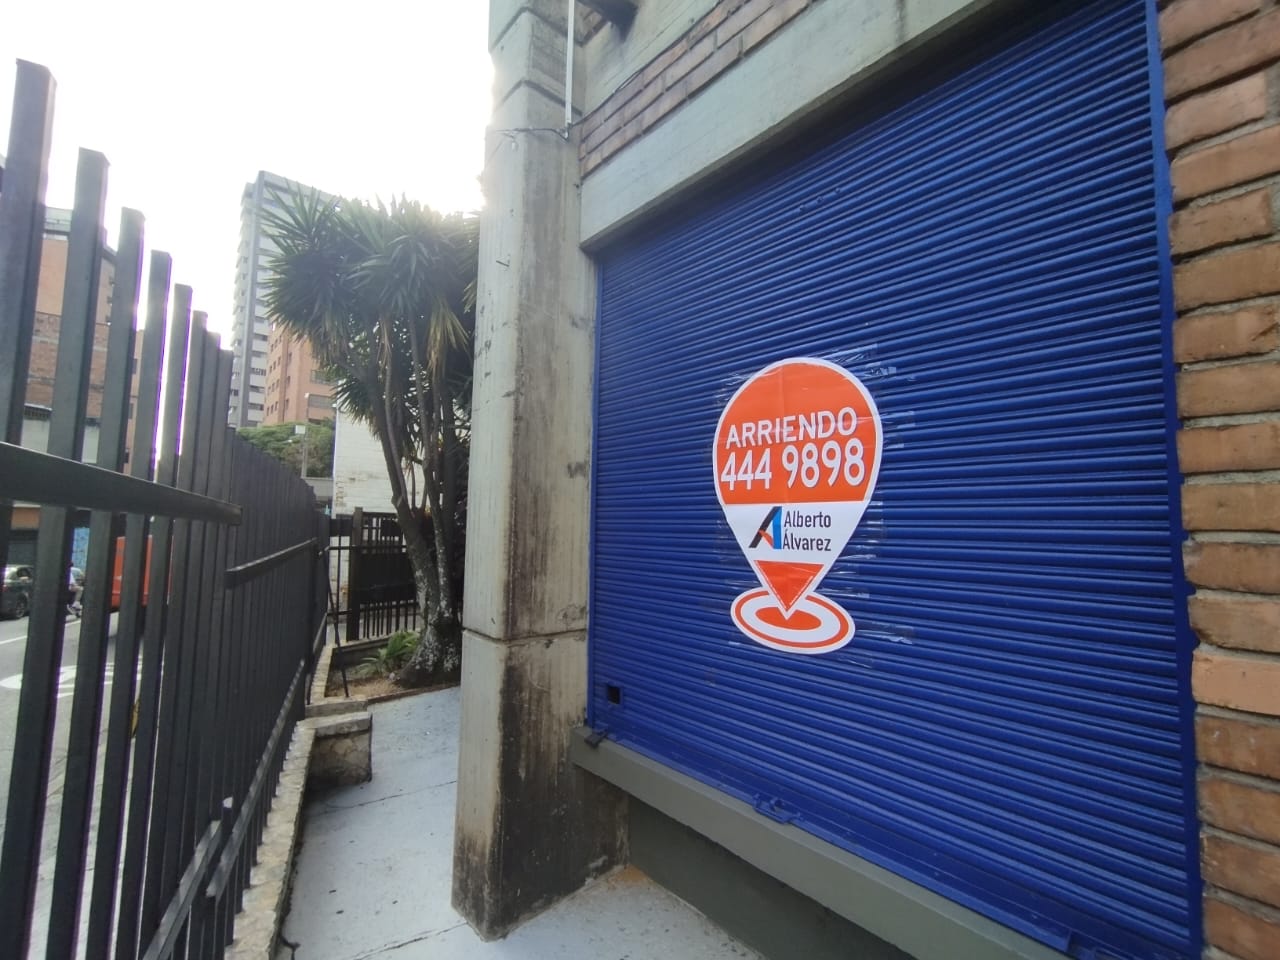 ARRIENDO
444 9898
Alberto
Álvarez